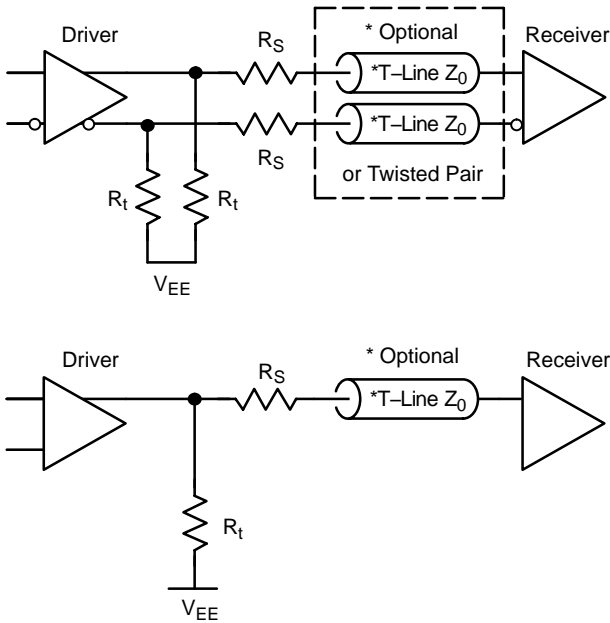 Driver
R_S
* Optional
Receiver
*T–Line Z_0
*T–Line Z_0
R_S
or Twisted Pair
R_t
R_t
V_EE
Driver
R_S
* Optional
Receiver
*T–Line Z_0
R_t
V_EE